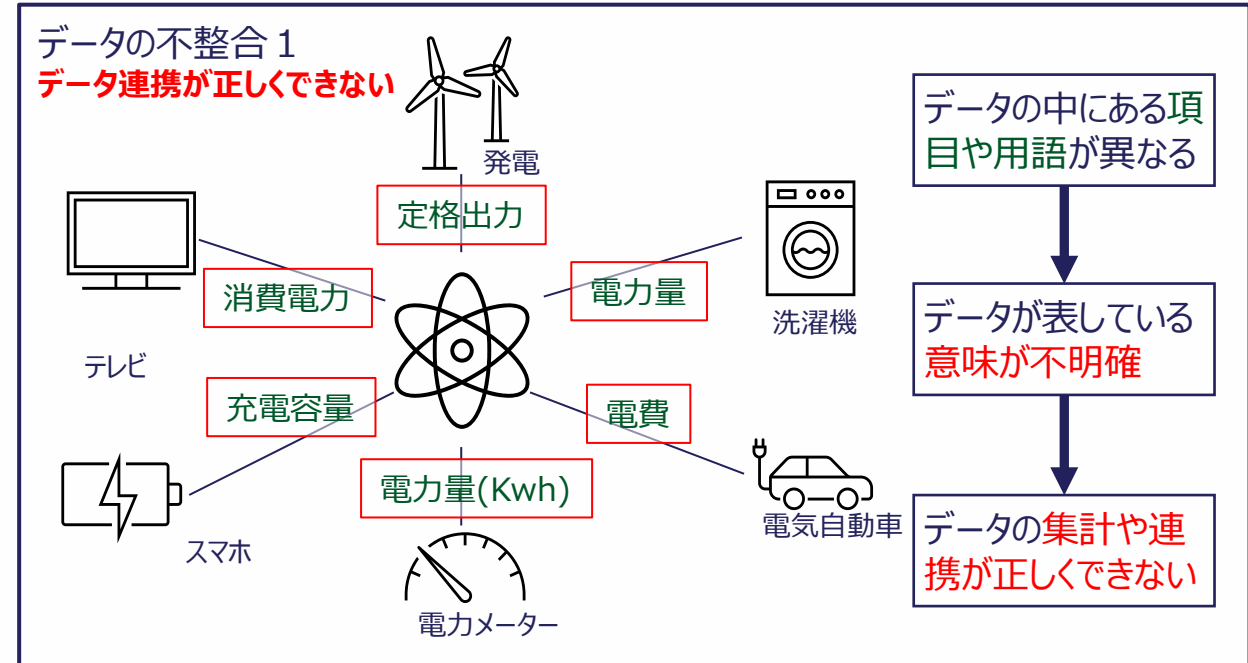 データの不整合1
データ連携が正しくできない
発電
定格出力
消費電力
電力量
テレビ
洗濯機
充電容量
電費
電力量(Kwh)
スマホ
電気自動車
電力メーター
データの中にある項
目や用語が異なる
データが表している
意味が不明確
データの集計や連
携が正しくできない